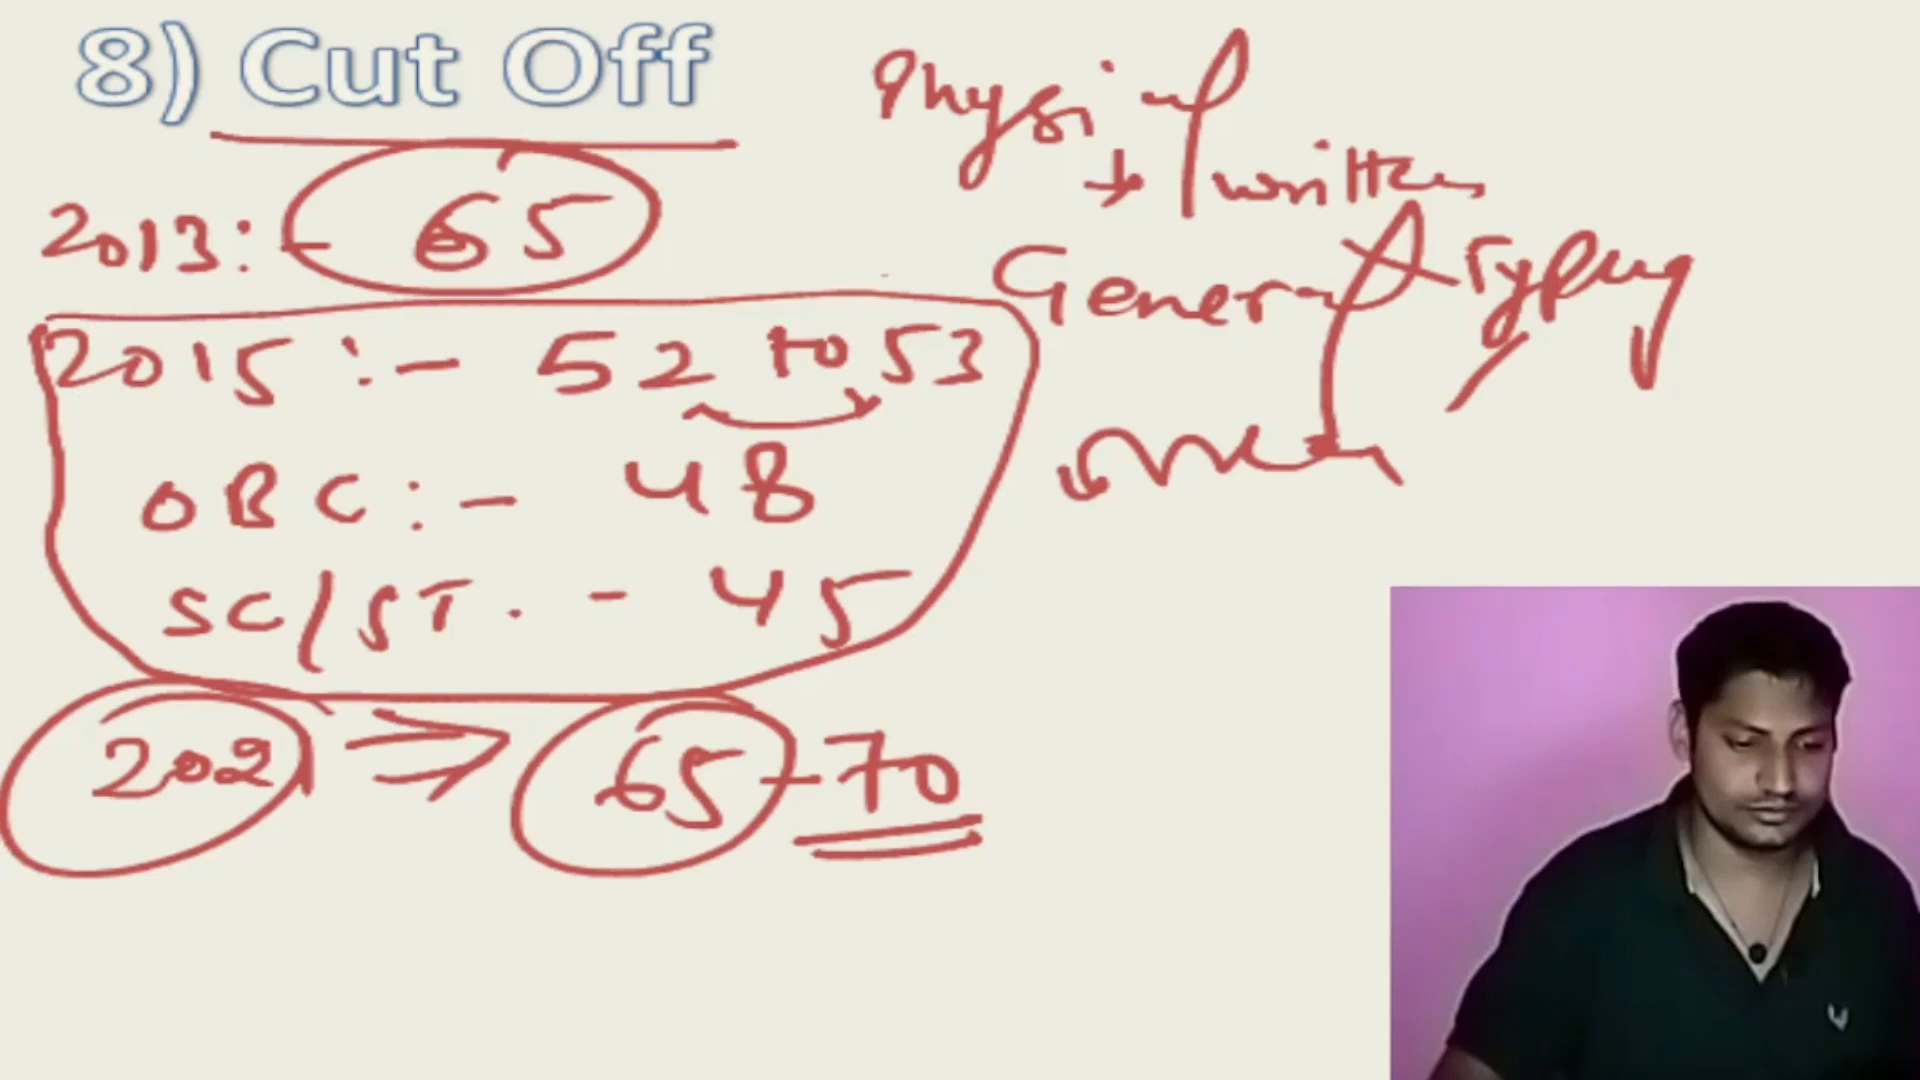 8) Cut Off
2013:- 65
2015:- 52 to 53
OBC:- 48
SC/ST. - 45
2021 ⇒ 65-70
Physical
↓ written
General Typing